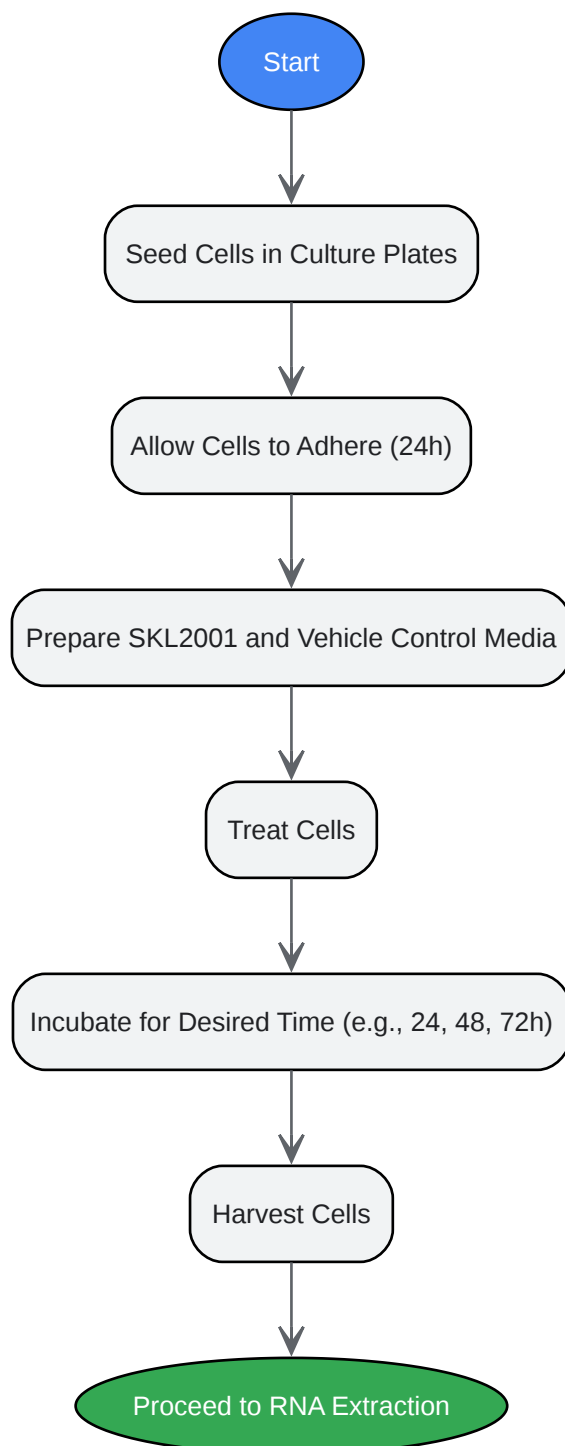 Start
Seed Cells in Culture Plates
Allow Cells to Adhere (24h)
Prepare SKL2001 and Vehicle Control Media
Treat Cells
Incubate for Desired Time (e.g., 24, 48, 72h)
Harvest Cells
Proceed to RNA Extraction